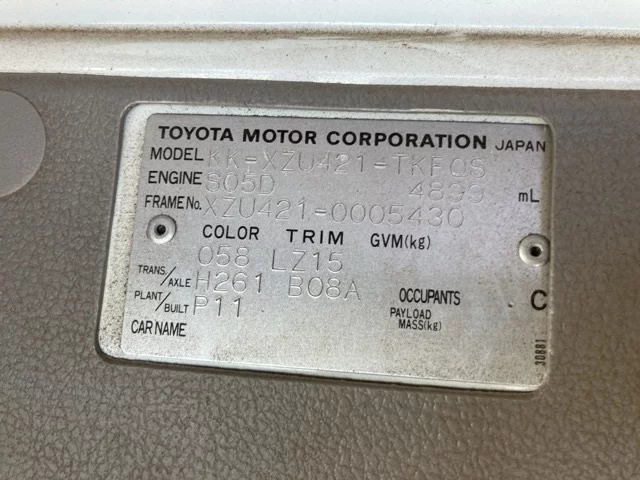 TOYOTA MOTOR CORPORATION JAPAN
MODEL KK-XZU421-TKFQS
ENGINE S05D 4899 mL
FRAME No. XZU421-0005430
COLOR TRIM GVM(kg)
058 LZ15
TRANS/AXLE H261 B08A OCCUPANTS C
PLANT/BUILT P11 PAYLOAD MASS(kg)
CAR NAME
30881